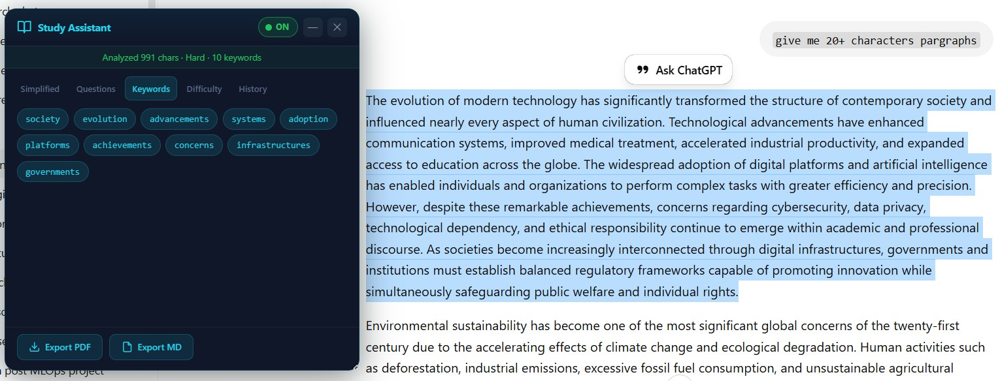 Study Assistant
ON
Analyzed 991 chars · Hard · 10 keywords
Simplified Questions Keywords Difficulty History
society evolution advancements systems adoption
platforms achievements concerns infrastructures
governments
Export PDF Export MD
post MLOps project
give me 20+ characters pargraphs
Ask ChatGPT
The evolution of modern technology has significantly transformed the structure of contemporary society and
influenced nearly every aspect of human civilization. Technological advancements have enhanced
communication systems, improved medical treatment, accelerated industrial productivity, and expanded
access to education across the globe. The widespread adoption of digital platforms and artificial intelligence
has enabled individuals and organizations to perform complex tasks with greater efficiency and precision.
However, despite these remarkable achievements, concerns regarding cybersecurity, data privacy,
technological dependency, and ethical responsibility continue to emerge within academic and professional
discourse. As societies become increasingly interconnected through digital infrastructures, governments and
institutions must establish balanced regulatory frameworks capable of promoting innovation while
simultaneously safeguarding public welfare and individual rights.
Environmental sustainability has become one of the most significant global concerns of the twenty-first
century due to the accelerating effects of climate change and ecological degradation. Human activities such
as deforestation, industrial emissions, excessive fossil fuel consumption, and unsustainable agricultural